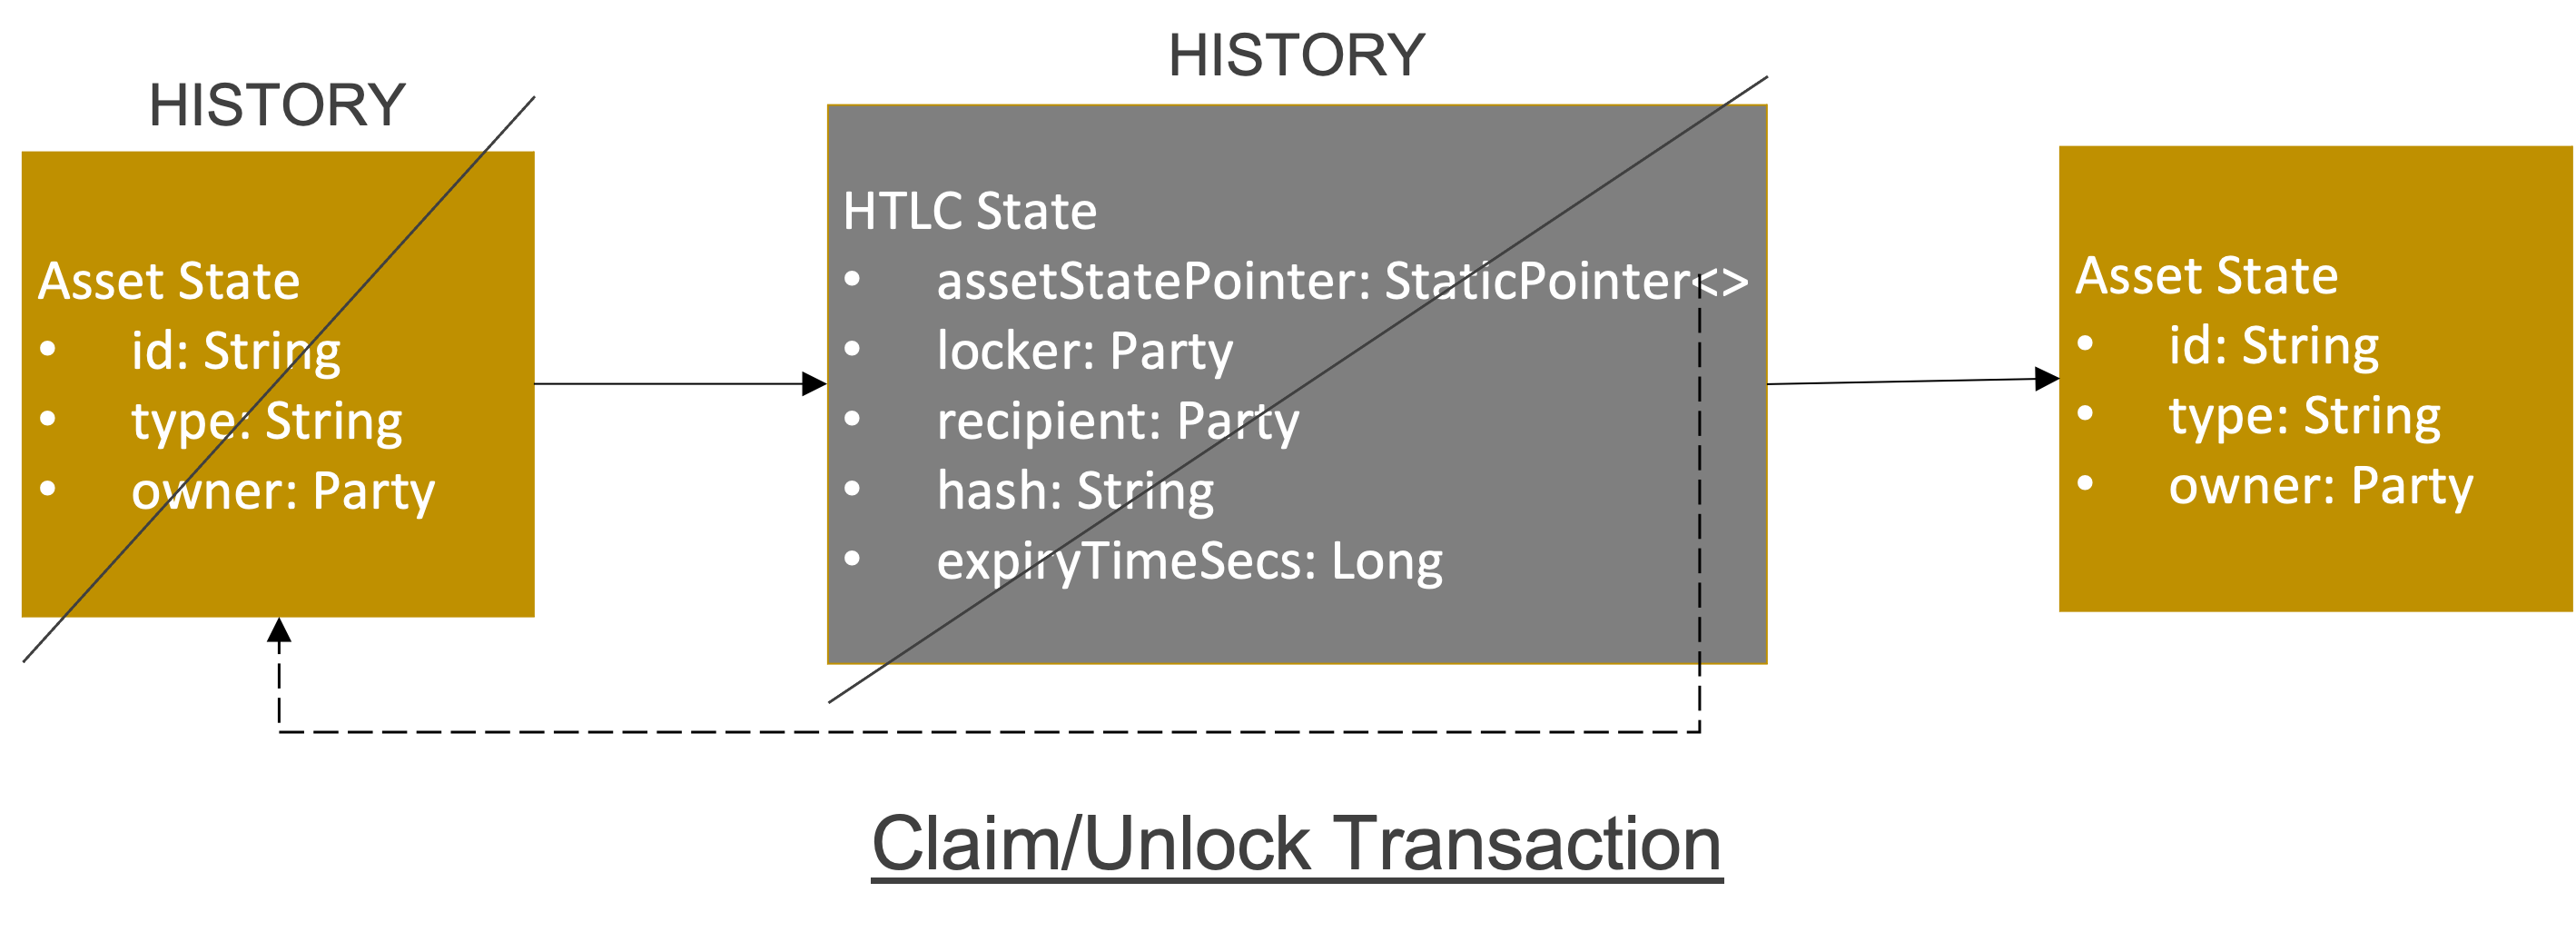 HISTORY
Asset State
• id: String
• type: String
• owner: Party
HISTORY
HTLC State
• assetStatePointer: StaticPointer<>
• locker: Party
• recipient: Party
• hash: String
• expiryTimeSecs: Long
Asset State
• id: String
• type: String
• owner: Party
Claim/Unlock Transaction